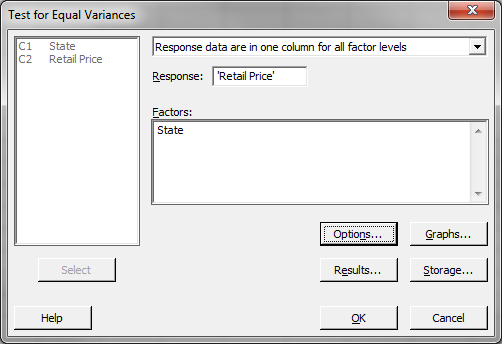 Test for Equal Variances
C1 State
C2 Retail Price
Response data are in one column for all factor levels
Response: 'Retail Price'
Factors:
State
Options... Graphs...
Select Results... Storage...
Help OK Cancel